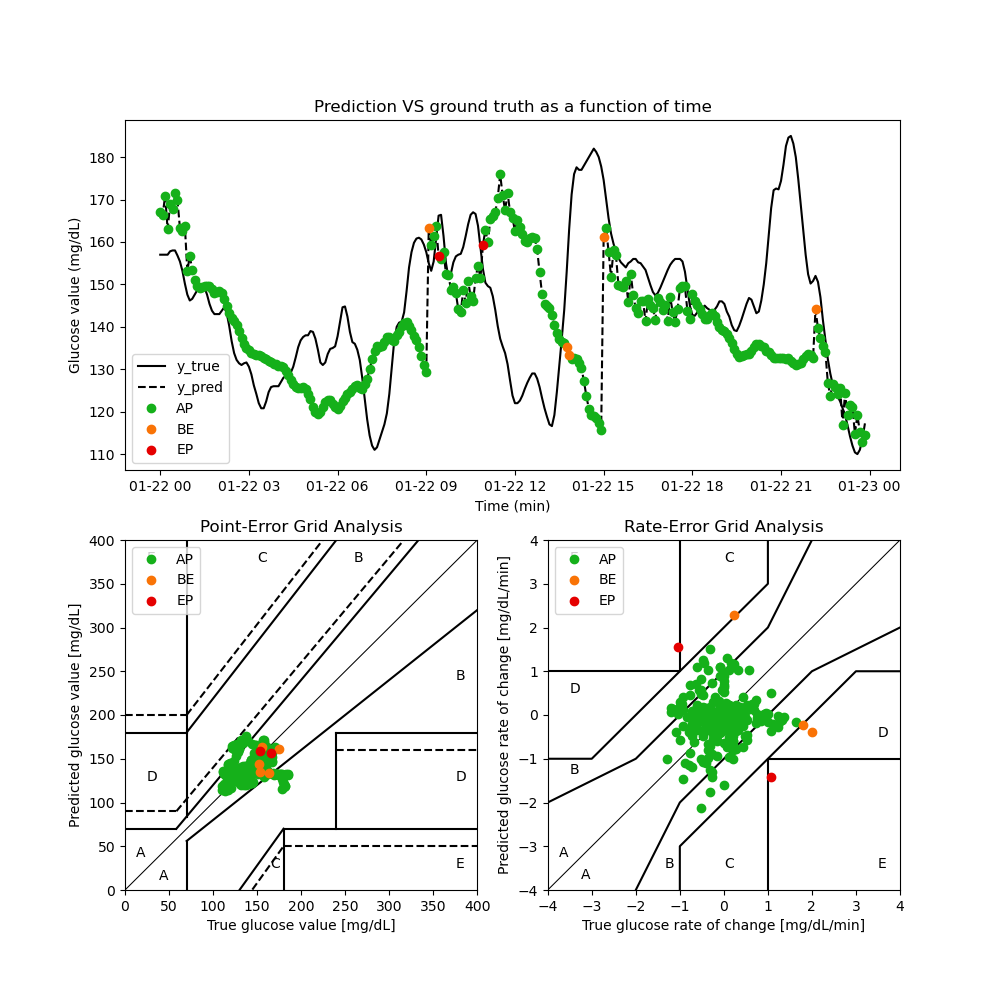 Prediction VS ground truth as a function of time
Glucose value (mg/dL)
180
170
160
150
140
130
120
110
y_true
y_pred
AP
BE
EP
01-22 00 01-22 03 01-22 06 01-22 09 01-22 12 01-22 15 01-22 18 01-22 21 01-23 00
Time (min)
Point-Error Grid Analysis
Predicted glucose value [mg/dL]
400
350
300
250
200
150
100
50
0
AP
BE
EP
C B
B
D D
A
A
C E
0 50 100 150 200 250 300 350 400
True glucose value [mg/dL]
Rate-Error Grid Analysis
Predicted glucose rate of change [mg/dL/min]
4
3
2
1
0
−1
−2
−3
−4
AP
BE
EP
C
D
D
B
A
A
B C E
−4 −3 −2 −1 0 1 2 3 4
True glucose rate of change [mg/dL/min]